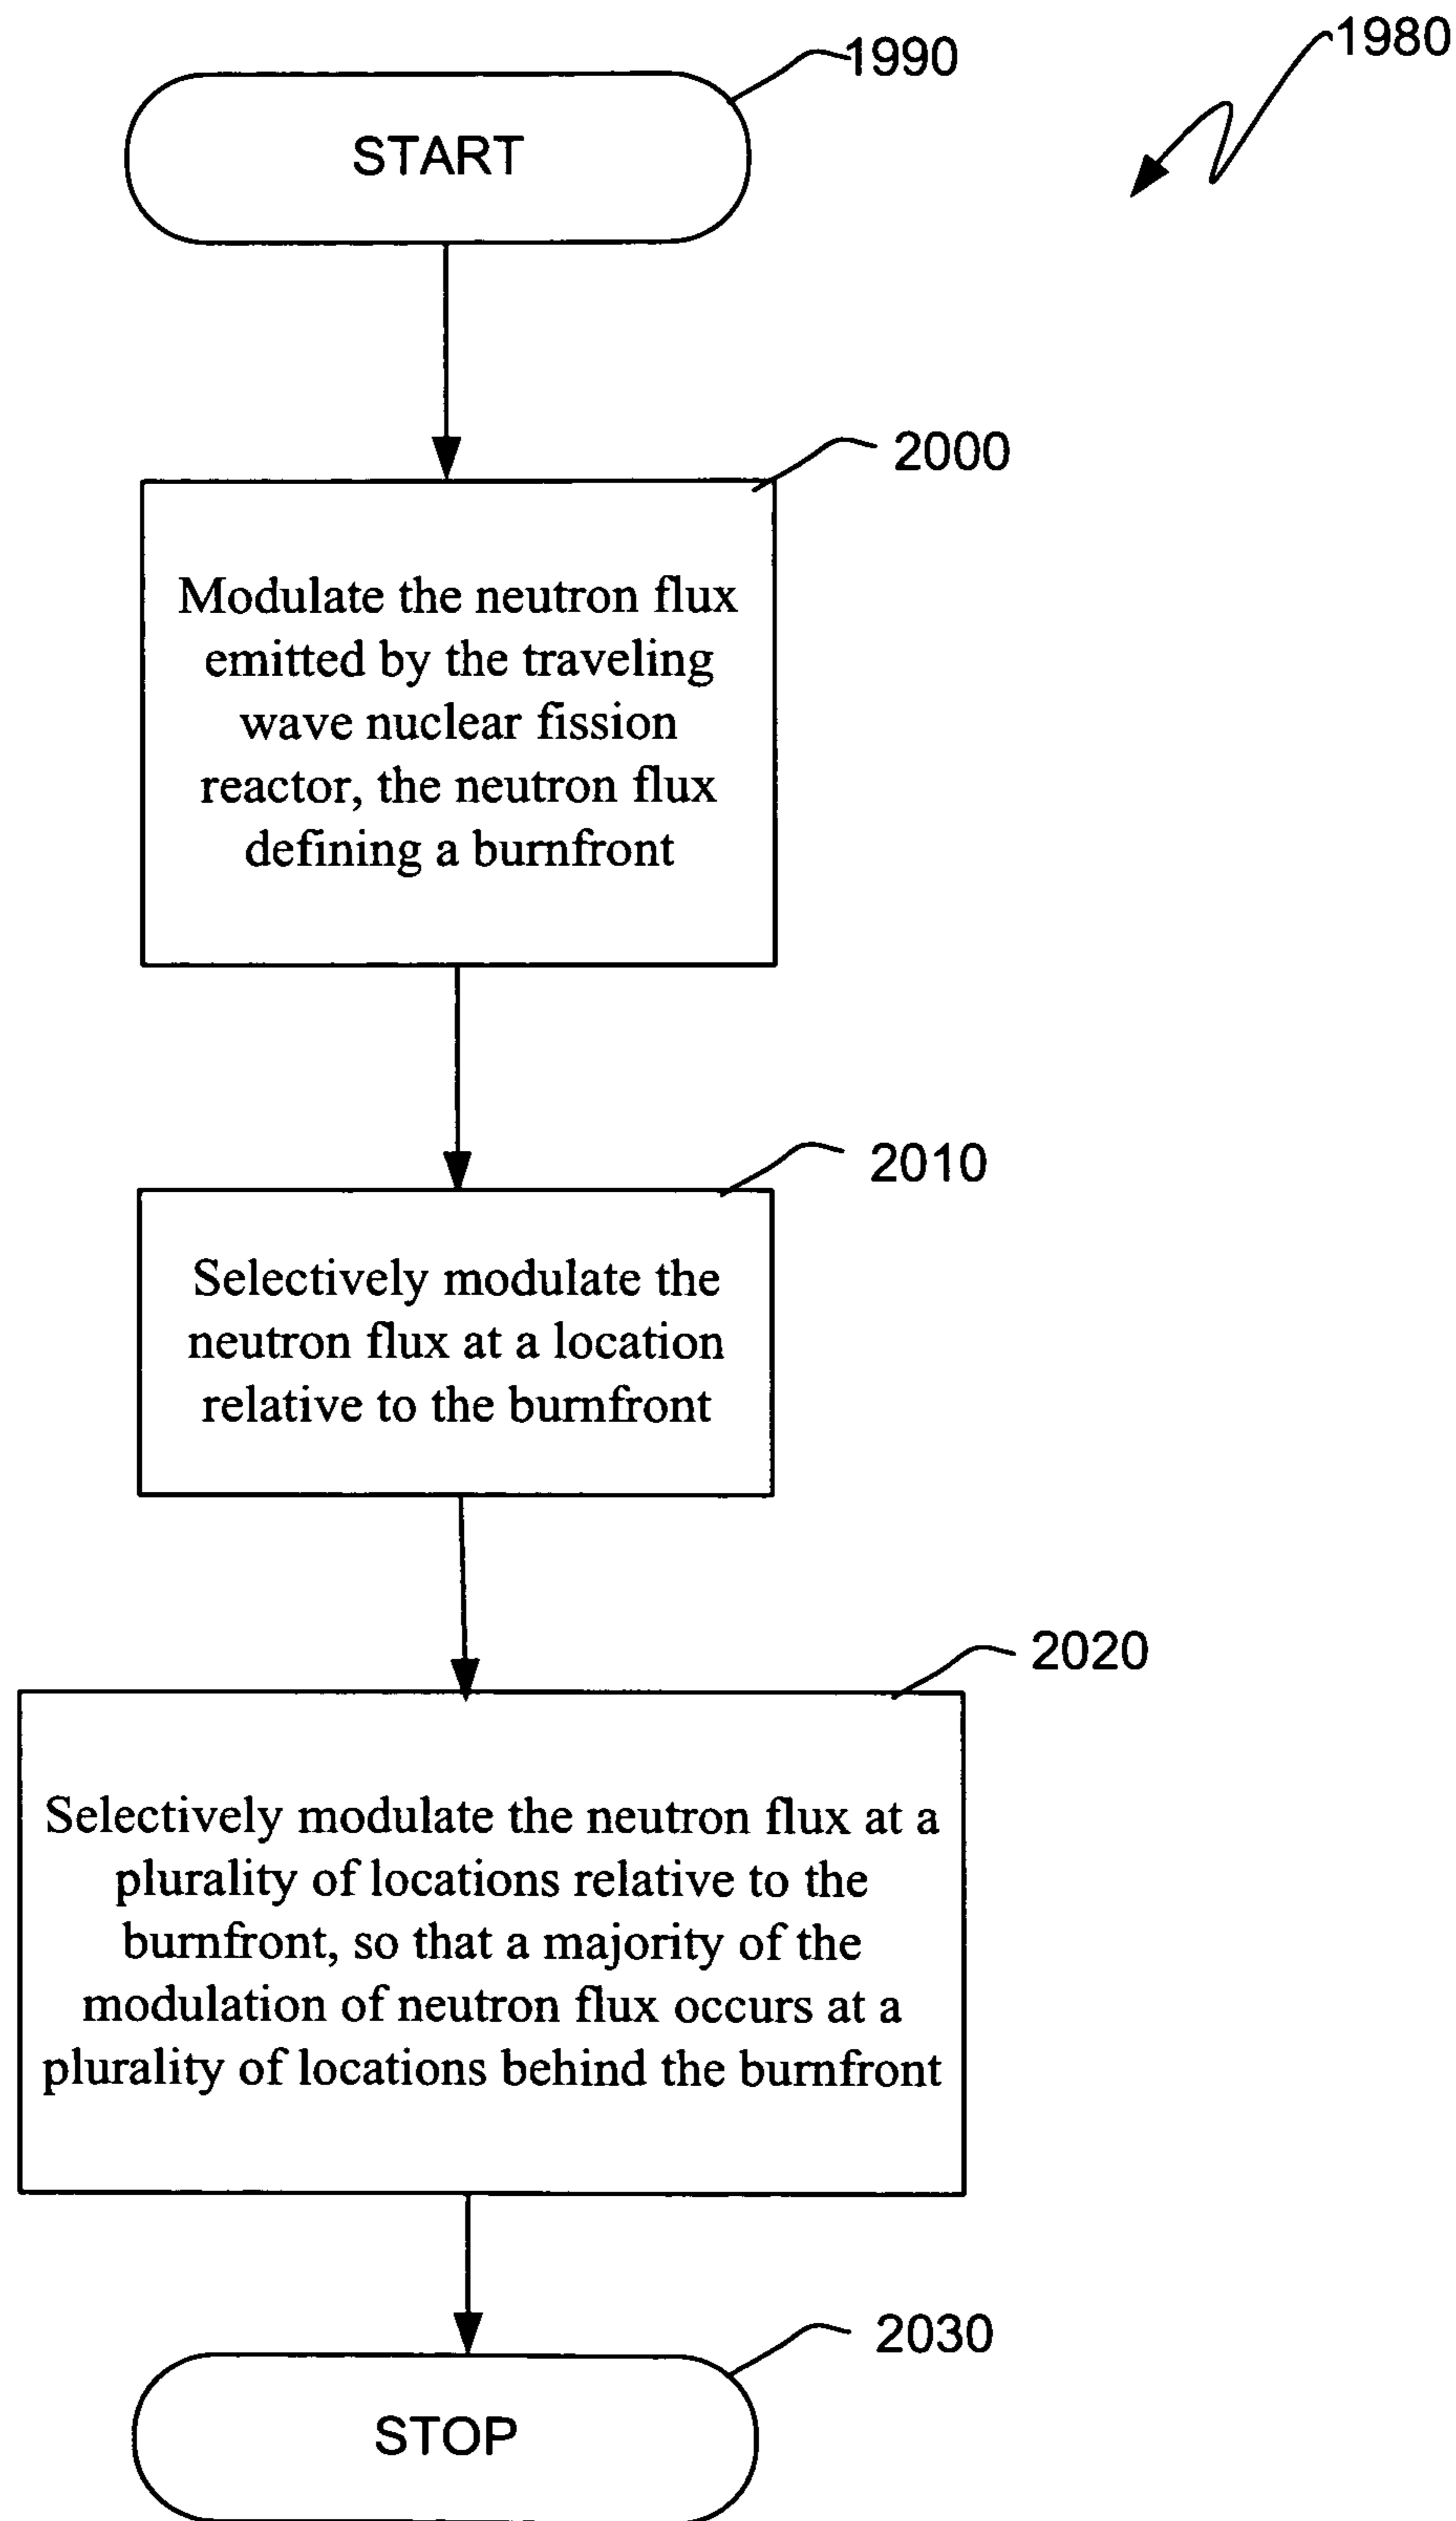 1980
1990
START
2000
Modulate the neutron flux
emitted by the traveling
wave nuclear fission
reactor, the neutron flux
defining a burnfront
2010
Selectively modulate the
neutron flux at a location
relative to the burnfront
2020
Selectively modulate the neutron flux at a
plurality of locations relative to the
burnfront, so that a majority of the
modulation of neutron flux occurs at a
plurality of locations behind the burnfront
2030
STOP